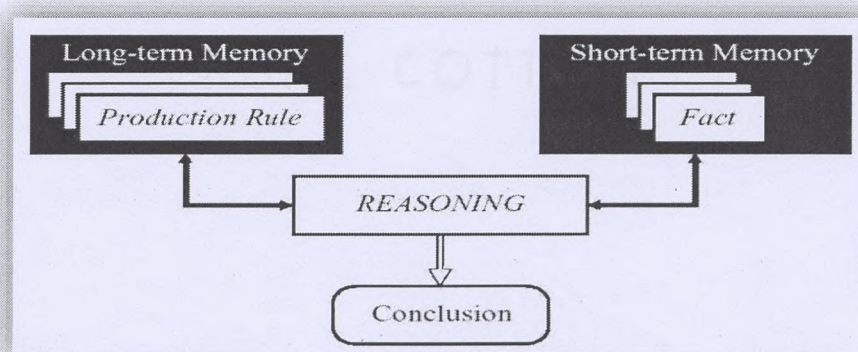 Long-term Memory
Short-term Memory
Production Rule
Fact
REASONING
Conclusion